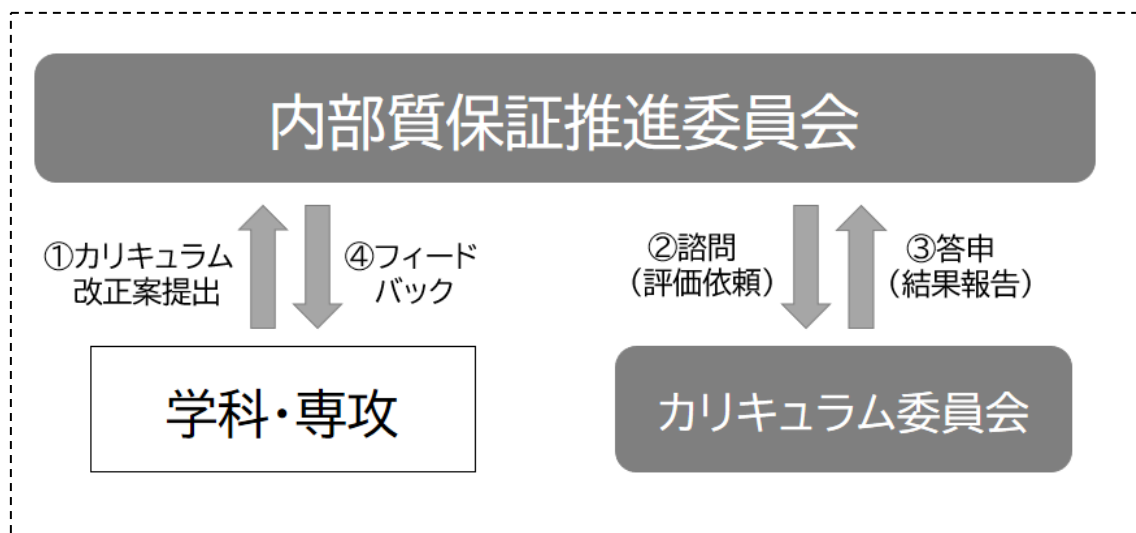 内部質保証推進委員会
①カリキュラム
改正案提出
④フィード
バック
②諮問
(評価依頼)
③答申
(結果報告)
学科・専攻
カリキュラム委員会